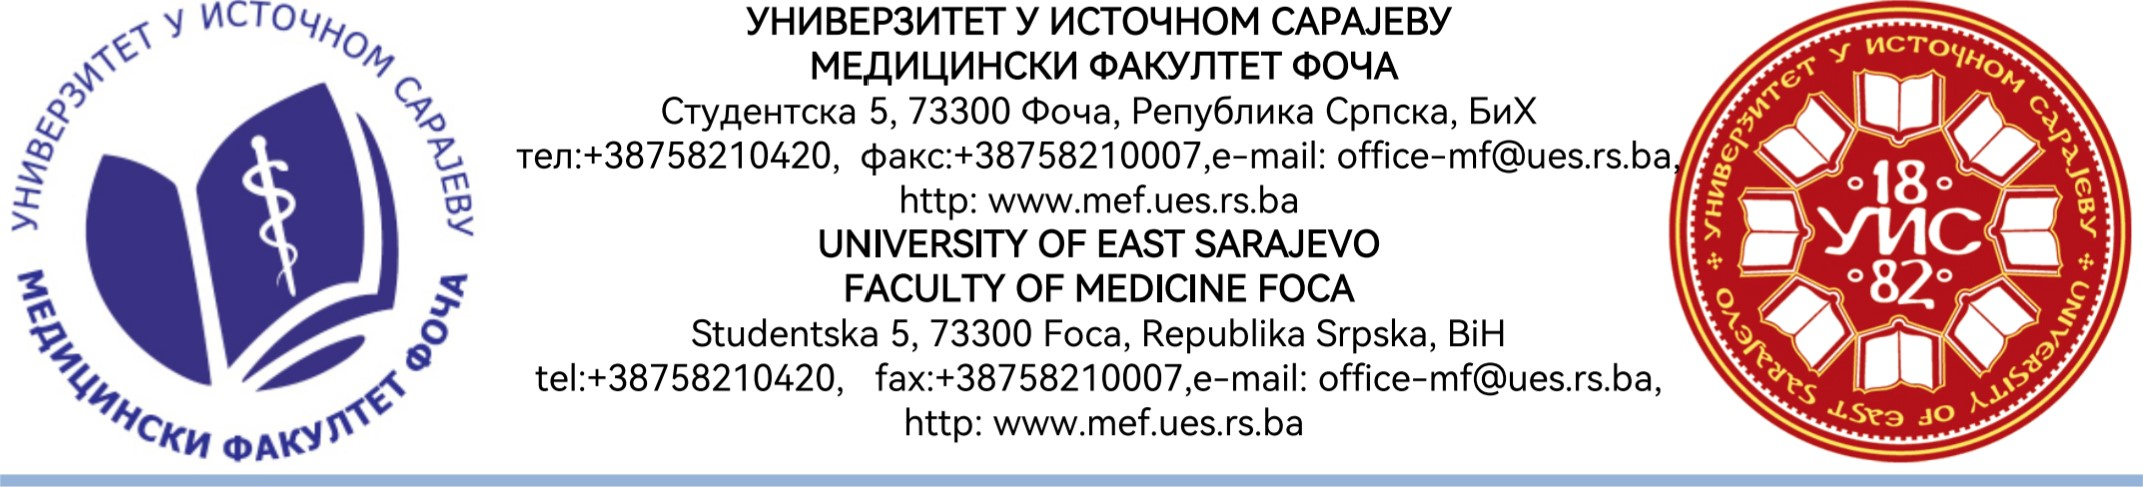 УНИВЕРЗИТЕТ У ИСТОЧНОМ САРАЈЕВУ
МЕДИЦИНСКИ ФАКУЛТЕТ ФОЧА
УНИВЕРЗИТЕТ У ИСТОЧНОМ САРАЈЕВУ
МЕДИЦИНСКИ ФАКУЛТЕТ ФОЧА
Студентска 5, 73300 Фоча, Република Српска, БиХ
тел:+38758210420, факс:+38758210007,e-mail: office-mf@ues.rs.ba,
http: www.mef.ues.rs.ba
UNIVERSITY OF EAST SARAJEVO
FACULTY OF MEDICINE FOCA
Studentska 5, 73300 Foca, Republika Srpska, BiH
tel:+38758210420, fax:+38758210007,e-mail: office-mf@ues.rs.ba,
http: www.mef.ues.rs.ba
УНИВЕРЗИТЕТ У ИСТОЧНОМ САРАЈЕВУ
UNIVERSITY OF EAST SARAJEVO
18
УИС
82